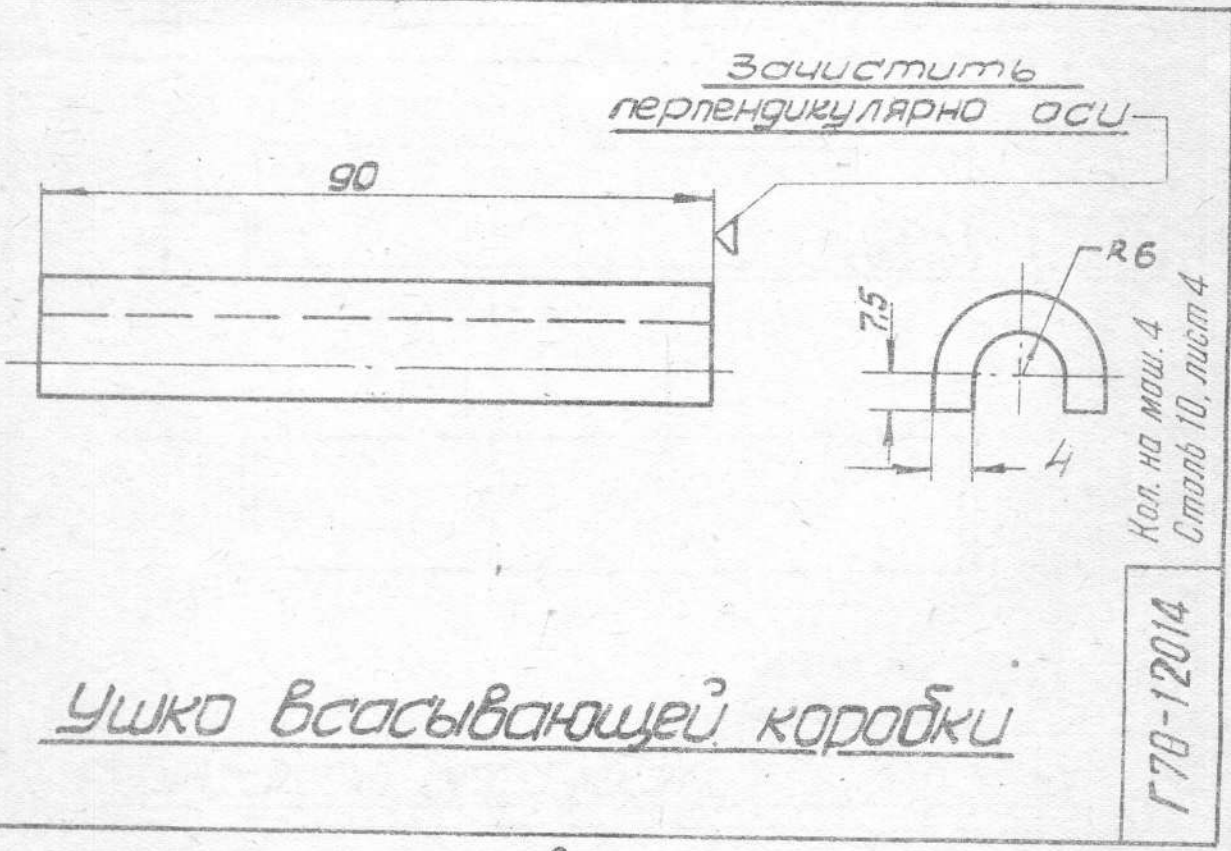 Зачистить
перпендикулярно оси
90
R6
7,5
4
Кол. на маш. 4
Сталь 10, лист 4
Г70-12014
Ушко всасывающей коробки